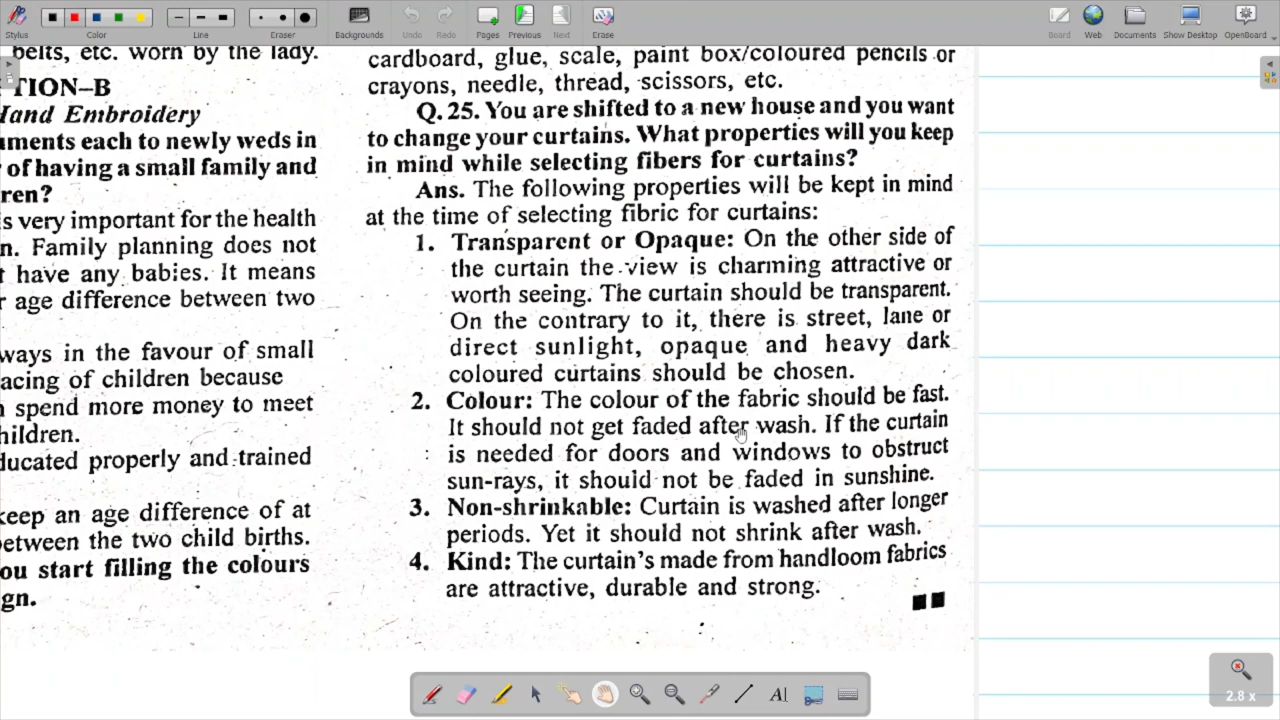 Stylus
Color
Line
Eraser
Backgrounds
Undo
Redo
Pages
Previous
Next
Erase
Board
Web
Documents
Show Desktop
OpenBoard
belts, etc. worn by the lady.
TION–B
Hand Embroidery
uments each to newly weds in
of having a small family and
ren?
s very important for the health
n. Family planning does not
t have any babies. It means
r age difference between two
ways in the favour of small
acing of children because
n spend more money to meet
hildren.
ducated properly and trained
keep an age difference of at
etween the two child births.
ou start filling the colours
gn.
cardboard, glue, scale, paint box/coloured pencils or
crayons, needle, thread, scissors, etc.
Q. 25. You are shifted to a new house and you want
to change your curtains. What properties will you keep
in mind while selecting fibers for curtains?
Ans. The following properties will be kept in mind
at the time of selecting fibric for curtains:
1. Transparent or Opaque: On the other side of
the curtain the view is charming attractive or
worth seeing. The curtain should be transparent.
On the contrary to it, there is street, lane or
direct sunlight, opaque and heavy dark
coloured curtains should be chosen.
2. Colour: The colour of the fabric should be fast.
It should not get faded after wash. If the curtain
is needed for doors and windows to obstruct
sun-rays, it should not be faded in sunshine.
3. Non-shrinkable: Curtain is washed after longer
periods. Yet it should not shrink after wash.
4. Kind: The curtain's made from handloom fabrics
are attractive, durable and strong.
AI
2.8 x